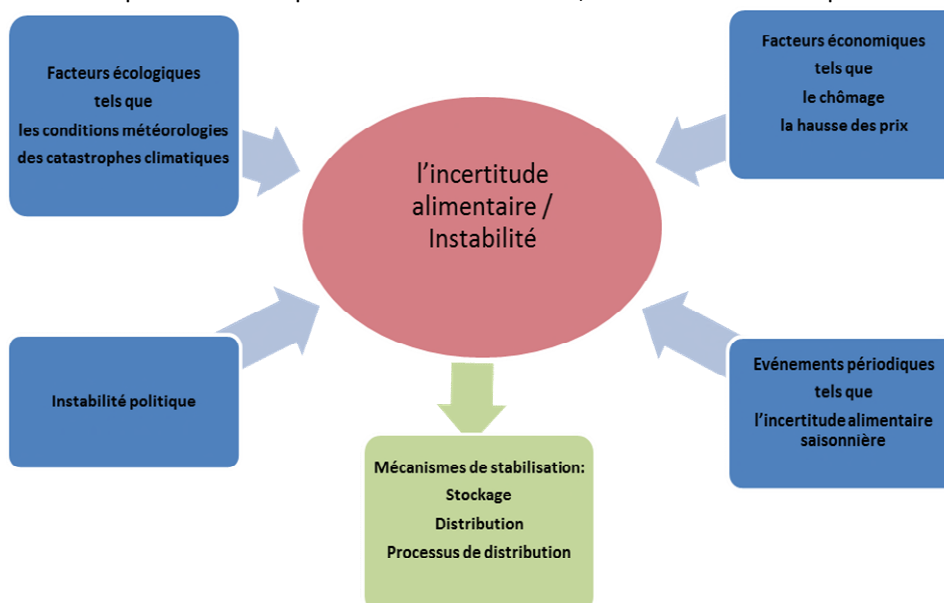 Facteurs écologiques
tels que
les conditions météorologies
des catastrophes climatiques
Facteurs économiques
tels que
le chômage
la hausse des prix
l'incertitude
alimentaire /
Instabilité
Instabilité politique
Evénements périodiques
tels que
l'incertitude alimentaire
saisonnière
Mécanismes de stabilisation:
Stockage
Distribution
Processus de distribution